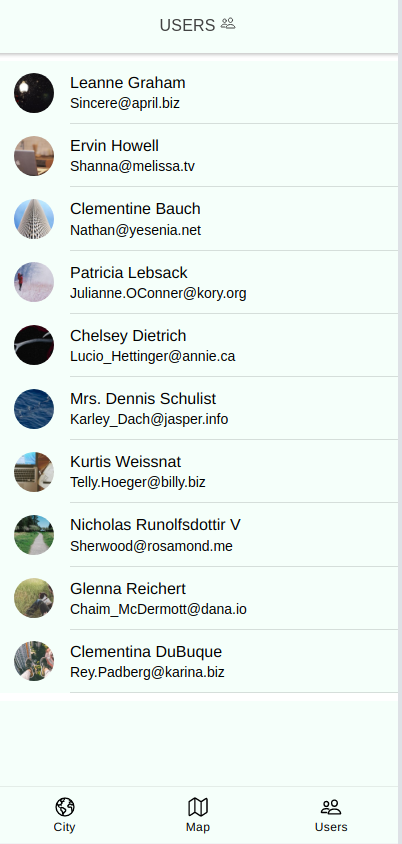 USERS
Leanne Graham
Sincere@april.biz
Ervin Howell
Shanna@melissa.tv
Clementine Bauch
Nathan@yesenia.net
Patricia Lebsack
Julianne.OConner@kory.org
Chelsey Dietrich
Lucio_Hettinger@annie.ca
Mrs. Dennis Schulist
Karley_Dach@jasper.info
Kurtis Weissnat
Telly.Hoeger@billy.biz
Nicholas Runolfsdottir V
Sherwood@rosamond.me
Glenna Reichert
Chaim_McDermott@dana.io
Clementina DuBuque
Rey.Padberg@karina.biz
City Map Users